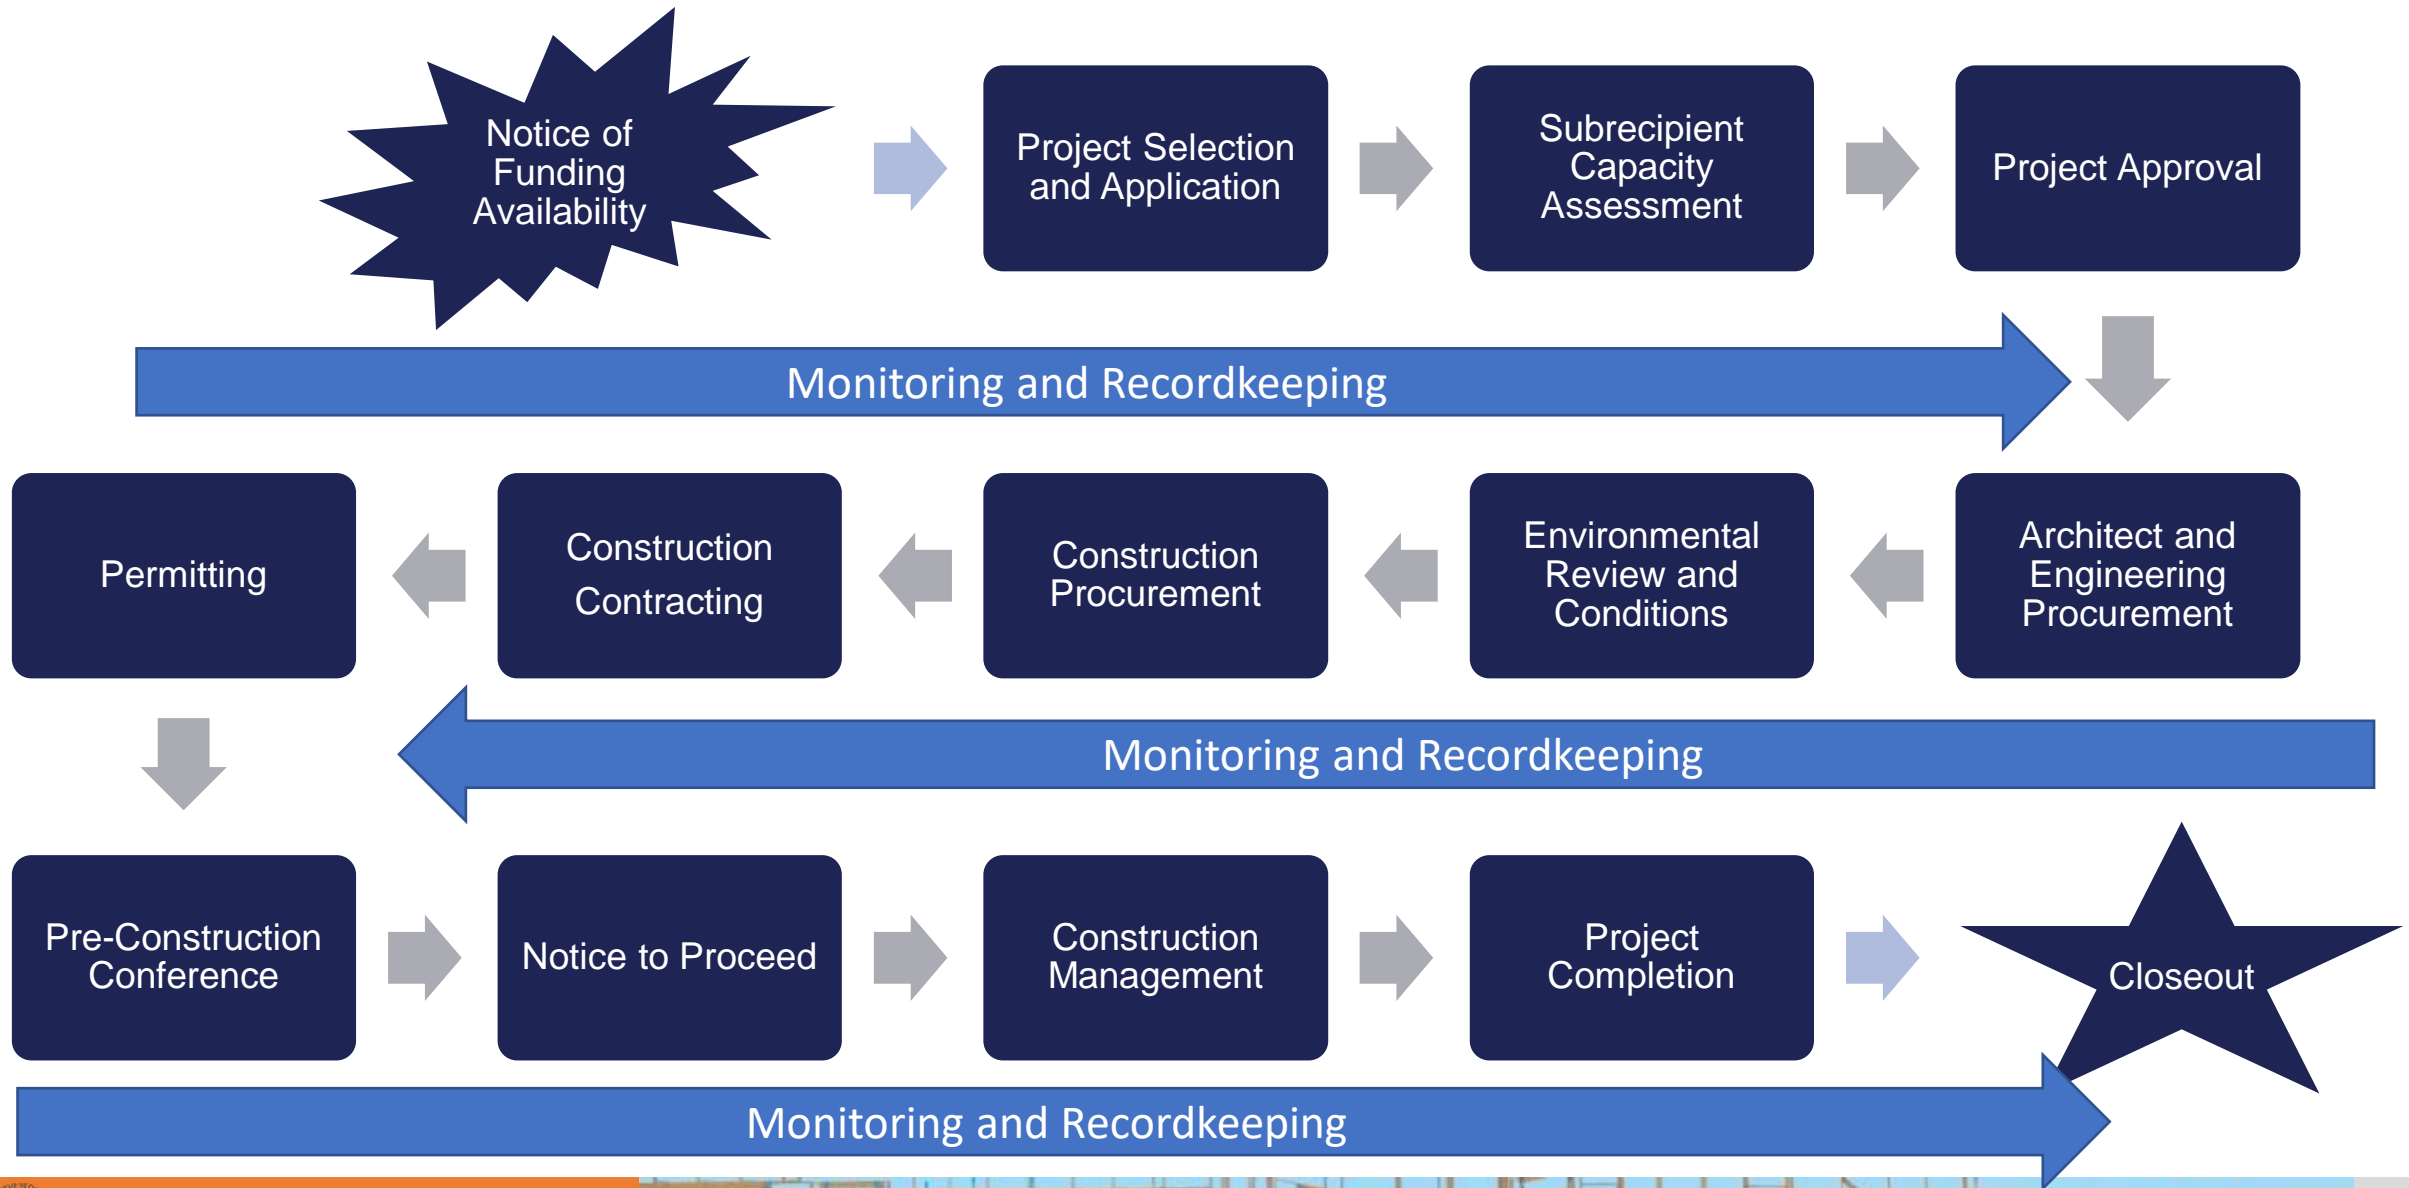 Notice of
Funding
Availability
Project Selection
and Application
Subrecipient
Capacity
Assessment
Project Approval
Monitoring and Recordkeeping
Architect and
Engineering
Procurement
Environmental
Review and
Conditions
Construction
Procurement
Construction
Contracting
Permitting
Monitoring and Recordkeeping
Pre-Construction
Conference
Notice to Proceed
Construction
Management
Project
Completion
Closeout
Monitoring and Recordkeeping